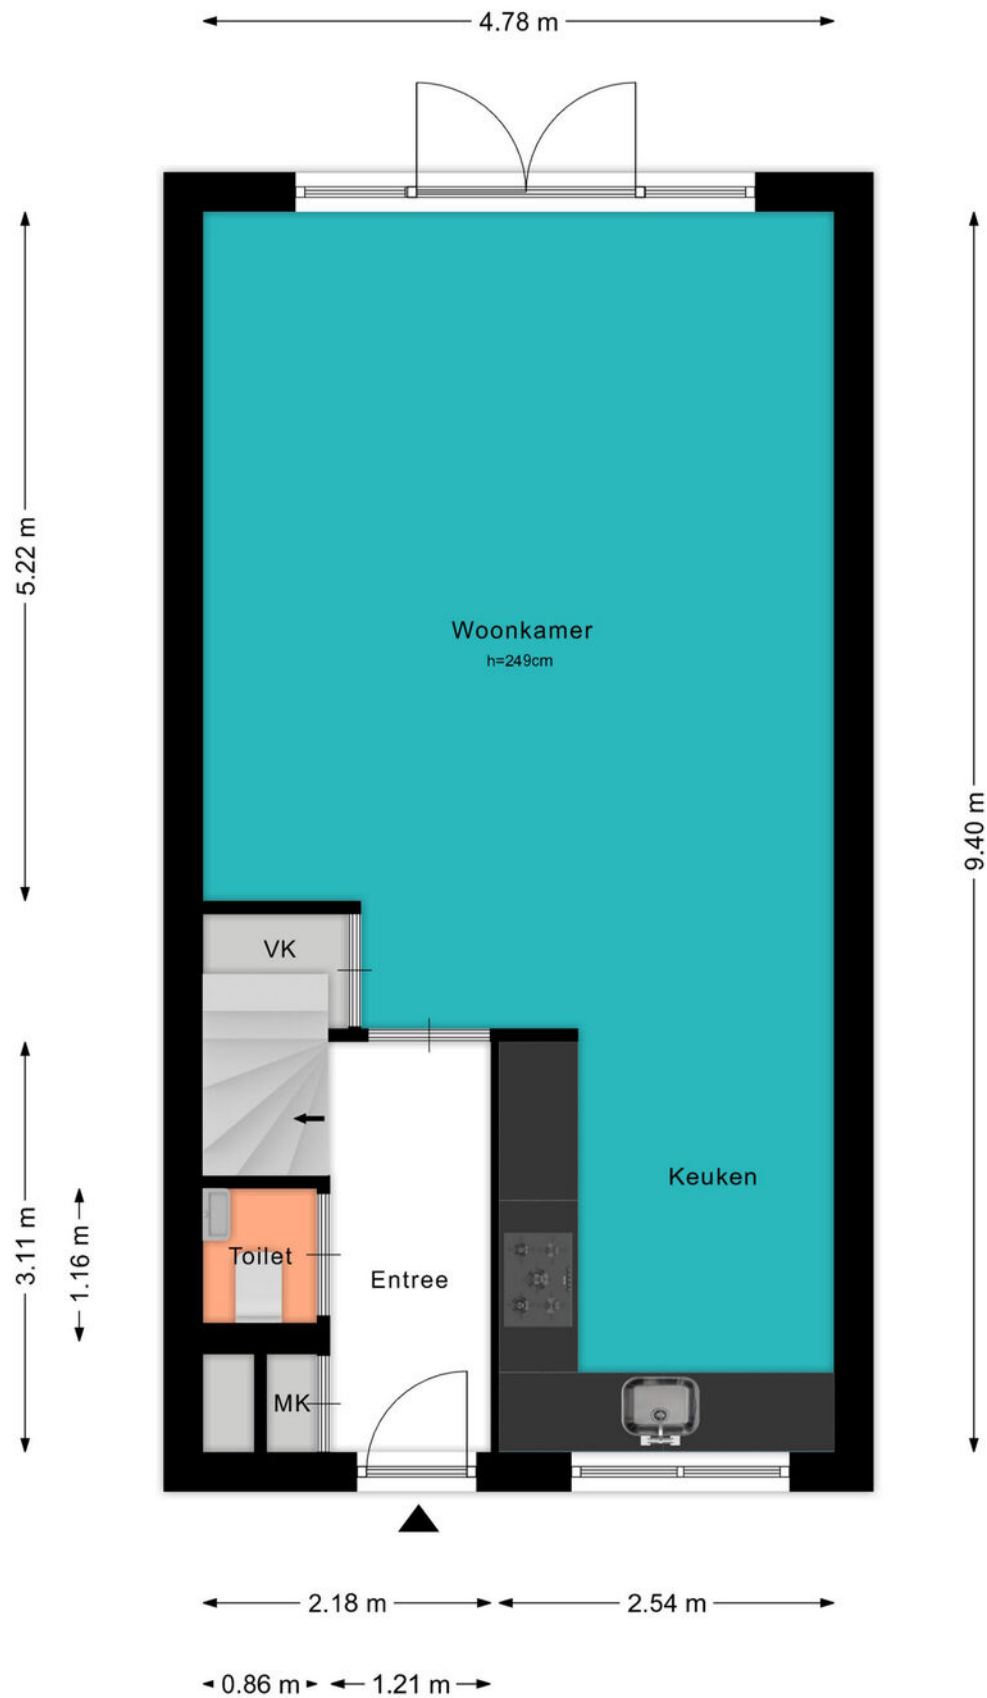 4.78 m
5.22 m
Woonkamer
h=249cm
9.40 m
VK
Keuken
3.11 m
1.16 m
Toilet
Entree
MK
2.18 m
2.54 m
0.86 m
1.21 m